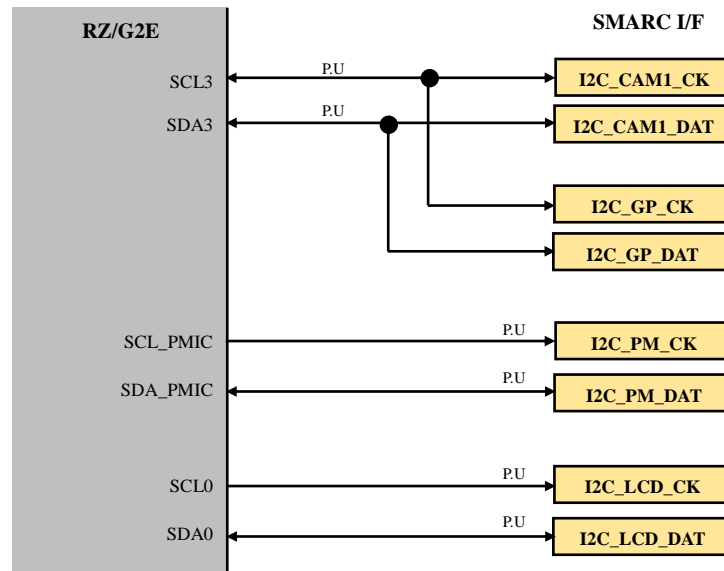 RZ/G2E
SMARC I/F
SCL3
P.U
I2C_CAM1_CK
SDA3
P.U
I2C_CAM1_DAT
I2C_GP_CK
I2C_GP_DAT
SCL_PMIC
P.U
I2C_PM_CK
SDA_PMIC
P.U
I2C_PM_DAT
SCL0
P.U
I2C_LCD_CK
SDA0
P.U
I2C_LCD_DAT